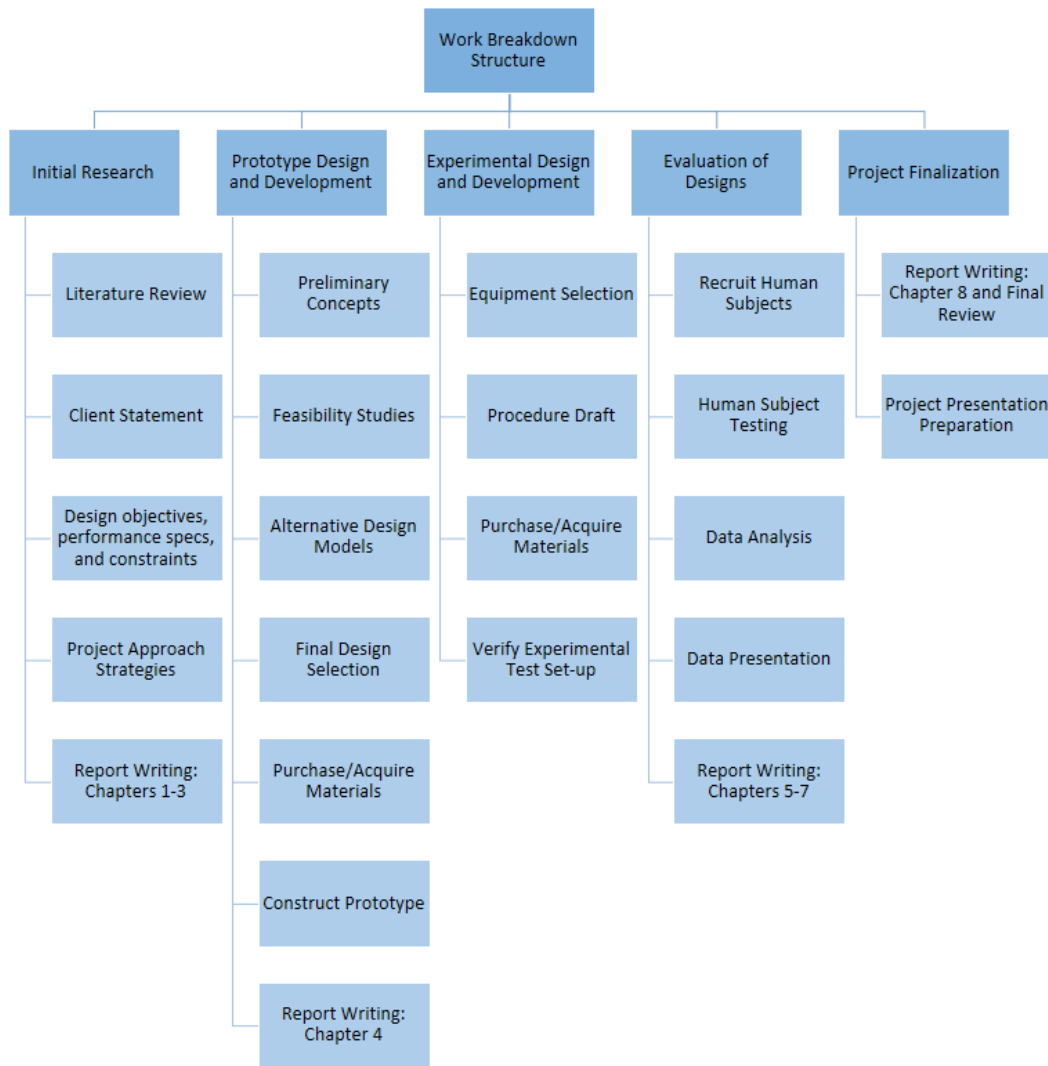 Work Breakdown
Structure
Initial Research
Prototype Design
and Development
Experimental Design
and Development
Evaluation of
Designs
Project Finalization
Literature Review
Client Statement
Design objectives,
performance specs,
and constraints
Project Approach
Strategies
Report Writing:
Chapters 1-3
Preliminary
Concepts
Feasibility Studies
Alternative Design
Models
Final Design
Selection
Purchase/Acquire
Materials
Construct Prototype
Report Writing:
Chapter 4
Equipment Selection
Procedure Draft
Purchase/Acquire
Materials
Verify Experimental
Test Set-up
Recruit Human
Subjects
Human Subject
Testing
Data Analysis
Data Presentation
Report Writing:
Chapters 5-7
Report Writing:
Chapter 8 and Final
Review
Project Presentation
Preparation